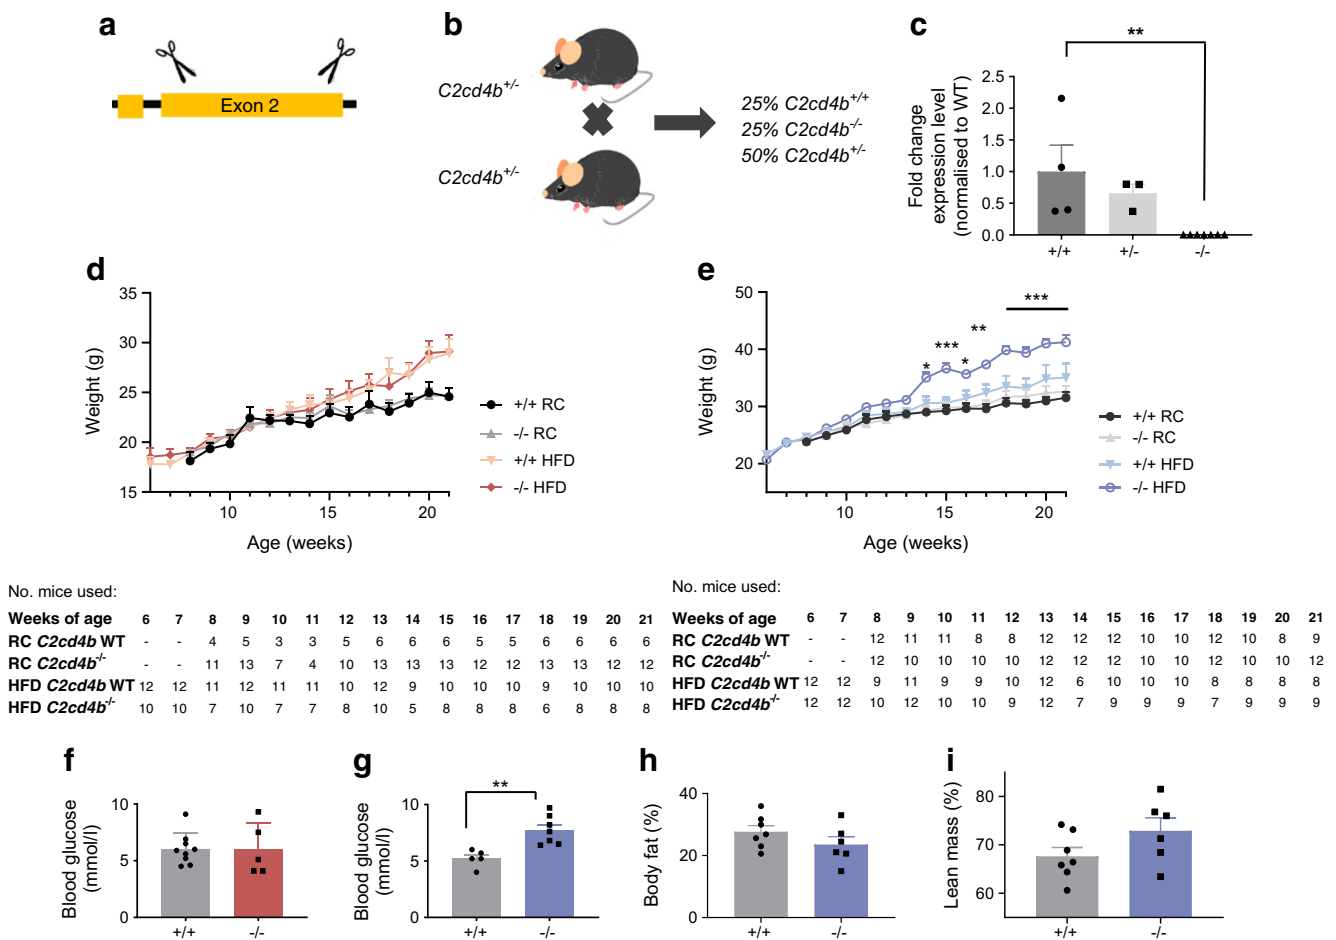 a
Exon 2
b
C2cd4b+/-
C2cd4b+/-
25% C2cd4b+/+
25% C2cd4b-/-
50% C2cd4b+/-
c
**
Fold change
expression level
(normalised to WT)
2.5
2.0
1.5
1.0
0.5
0.0
+/+ +/- -/-
d
Weight (g)
35
30
25
20
15
10 15 20
Age (weeks)
+/+ RC
-/- RC
+/+ HFD
-/- HFD
e
Weight (g)
50
40
30
20
10 15 20
Age (weeks)
* *** * ** ***
+/+ RC
-/- RC
+/+ HFD
-/- HFD
No. mice used:
Weeks of age 6 7 8 9 10 11 12 13 14 15 16 17 18 19 20 21
RC C2cd4b WT - - 4 5 3 3 5 6 6 6 5 5 6 6 6 6
RC C2cd4b-/- - - 11 13 7 4 10 13 13 13 12 12 13 13 12 12
HFD C2cd4b WT 12 12 11 12 11 11 10 12 9 10 10 10 9 10 10 10
HFD C2cd4b-/- 10 10 7 10 7 7 8 10 5 8 8 8 6 8 8 8
No. mice used:
Weeks of age 6 7 8 9 10 11 12 13 14 15 16 17 18 19 20 21
RC C2cd4b WT - - 12 11 11 8 8 12 12 12 10 10 12 10 8 9
RC C2cd4b-/- - - 12 10 10 10 10 12 12 12 10 10 12 10 10 12
HFD C2cd4b WT 12 12 9 11 9 9 10 12 6 10 10 10 8 8 8 8
HFD C2cd4b-/- 12 12 10 12 10 10 9 12 7 9 9 9 7 9 9 9
f
Blood glucose
(mmol/l)
10
5
0
+/+ -/-
g
**
Blood glucose
(mmol/l)
10
5
0
+/+ -/-
h
Body fat (%)
40
20
0
+/+ -/-
i
Lean mass (%)
80
70
60
+/+ -/-